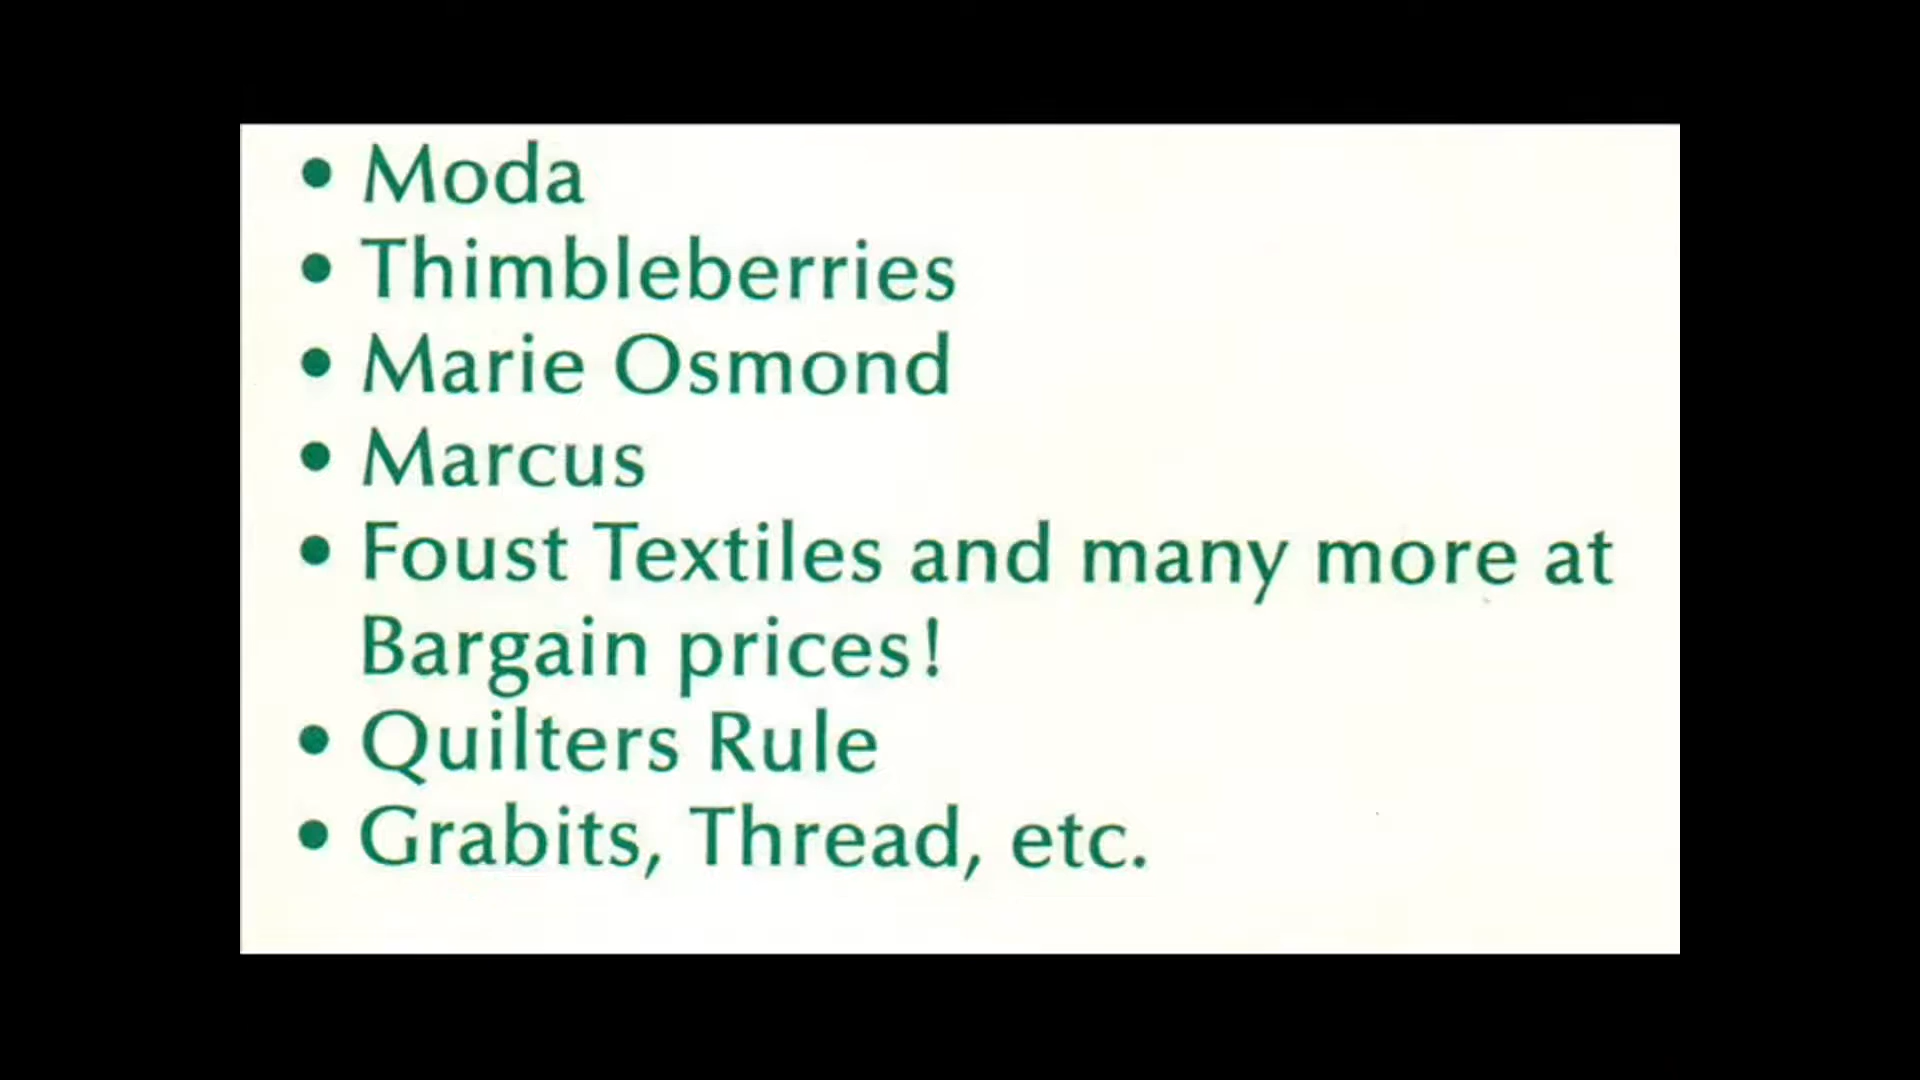 • Moda
• Thimbleberries
• Marie Osmond
• Marcus
• Foust Textiles and many more at
Bargain prices!
• Quilters Rule
• Grabits, Thread, etc.